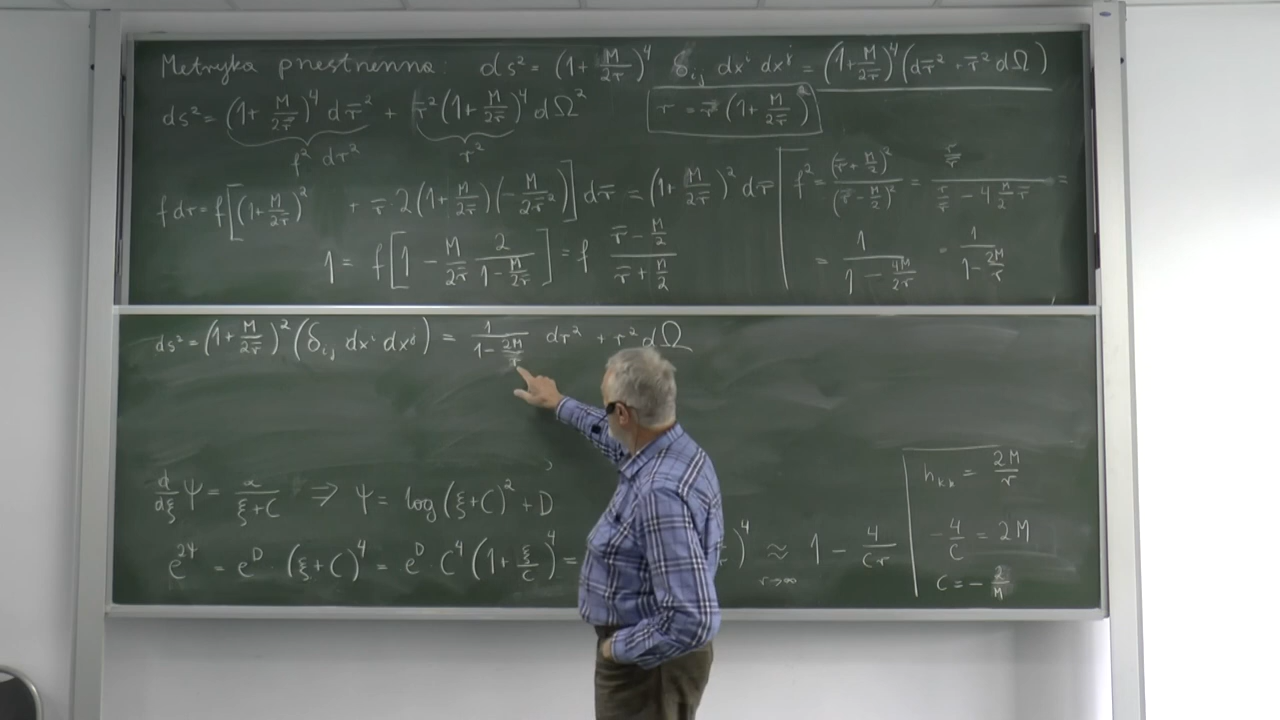 Metryka przestrzenna: ds² = (1+M/2r̄)⁴ δᵢⱼ dxⁱ dxʲ = (1+M/2r̄)⁴ (dr̄² + r̄² dΩ)
ds² = (1+M/2r̄)⁴ dr̄² + r̄² (1+M/2r̄)⁴ dΩ²
f² dr² r²
r = r̄ (1+M/2r̄)²
f dr = f[(1+M/2r̄)² + r̄ · 2(1+M/2r̄)(-M/2r̄²)] dr̄ = (1+M/2r̄)² dr̄
1 = f[1 - M/2r̄ 2/(1-M/2r̄)] = f (r̄ - M/2)/(r̄ + M/2)
f² = (r̄ + M/2)²/(r̄ - M/2)² = (r/r̄)/(r/r̄ - 4 M/2 r̄) =
= 1/(1 - 4M/2r) = 1/(1 - 2M/r)
ds² = (1+M/2r̄)² (δᵢⱼ dxⁱ dxʲ) = 1/(1 - 2M/r) dr² + r² dΩ
d/dξ ψ = α/(ξ+C) ⇒ ψ = log(ξ+C)² + D
e^2ψ = e^D · (ξ+C)⁴ = e^D · C⁴ (1+ξ/C)⁴ = )⁴ ≈ 1 - 4/Cr
r→∞
hₖₖ = 2M/r
-4/C = 2M
C = -2/M